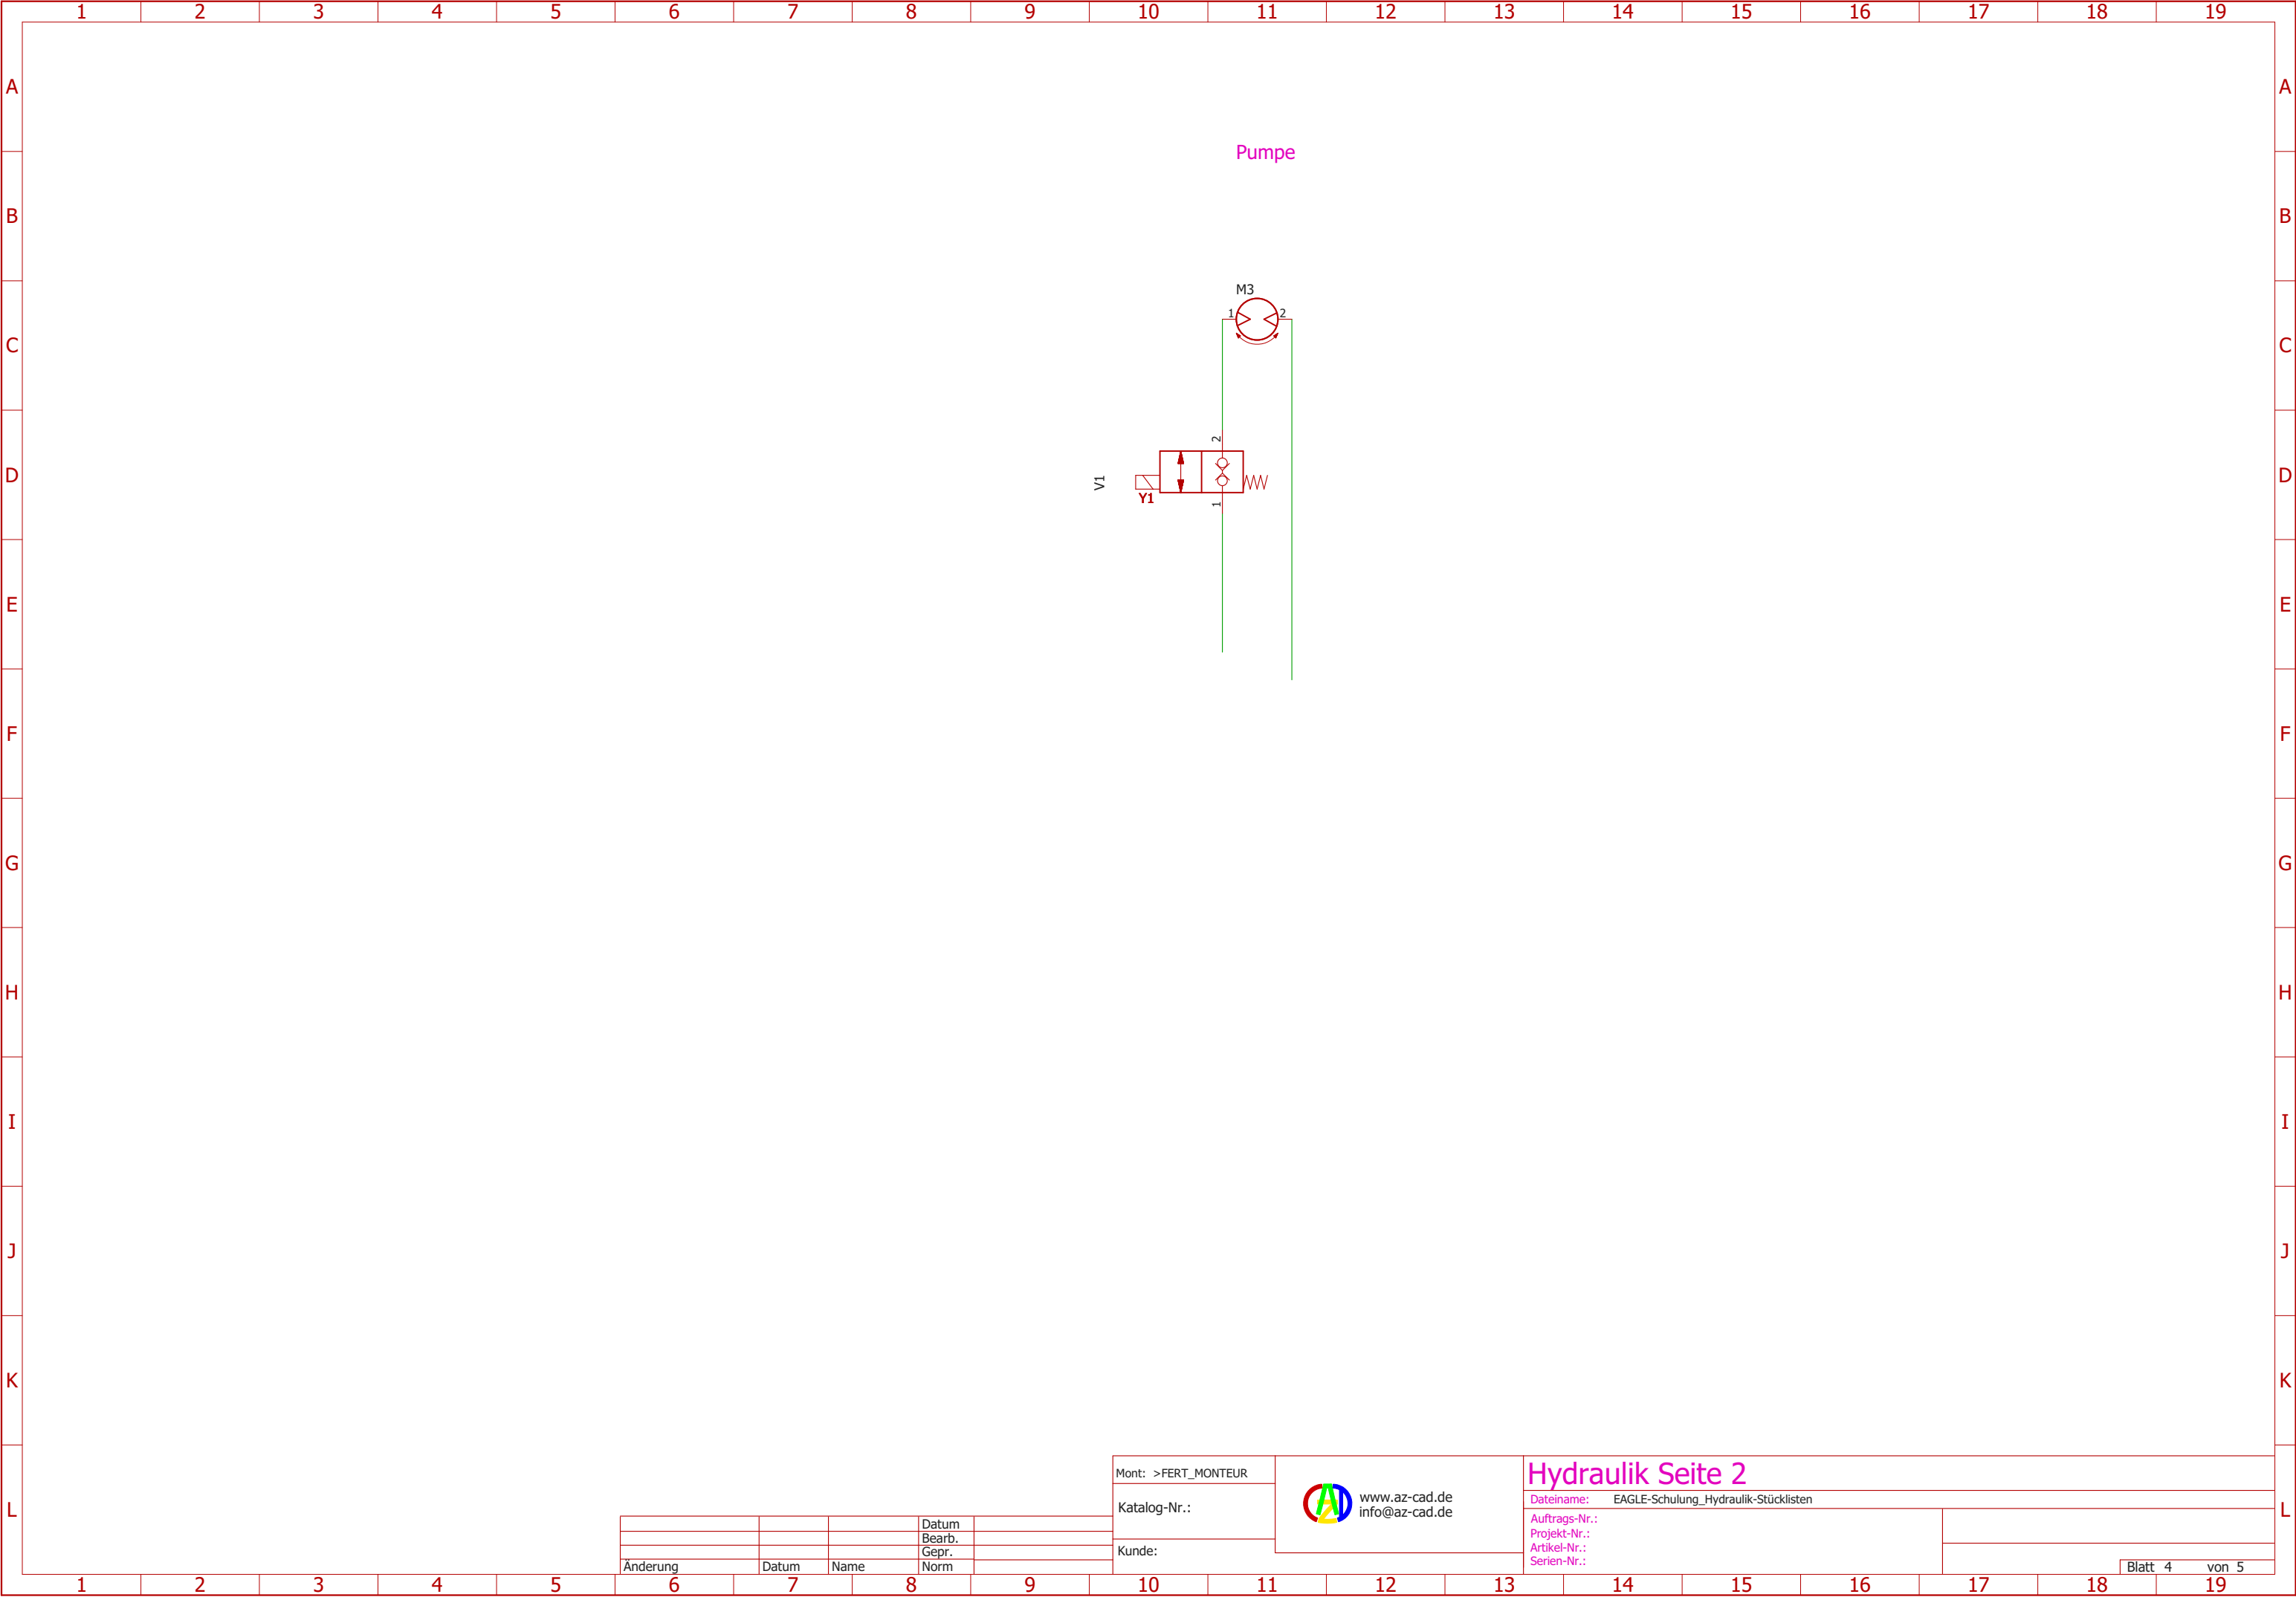 1 2 3 4 5 6 7 8 9 10 11 12 13 14 15 16 17 18 19
A A
Pumpe
B B
M3
1 2
C C
2
D V1 D
Y1
1
E E
F F
G G
H H
I I
J J
K K
L L
Mont: >FERT_MONTEUR
Katalog-Nr.:
Kunde:
CAD
2
www.az-cad.de
info@az-cad.de
Hydraulik Seite 2
Dateiname: EAGLE-Schulung_Hydraulik-Stücklisten
Auftrags-Nr.:
Projekt-Nr.:
Artikel-Nr.:
Serien-Nr.:
Blatt 4 von 5
Datum
Bearb.
Gepr.
Änderung Datum Name Norm
1 2 3 4 5 6 7 8 9 10 11 12 13 14 15 16 17 18 19